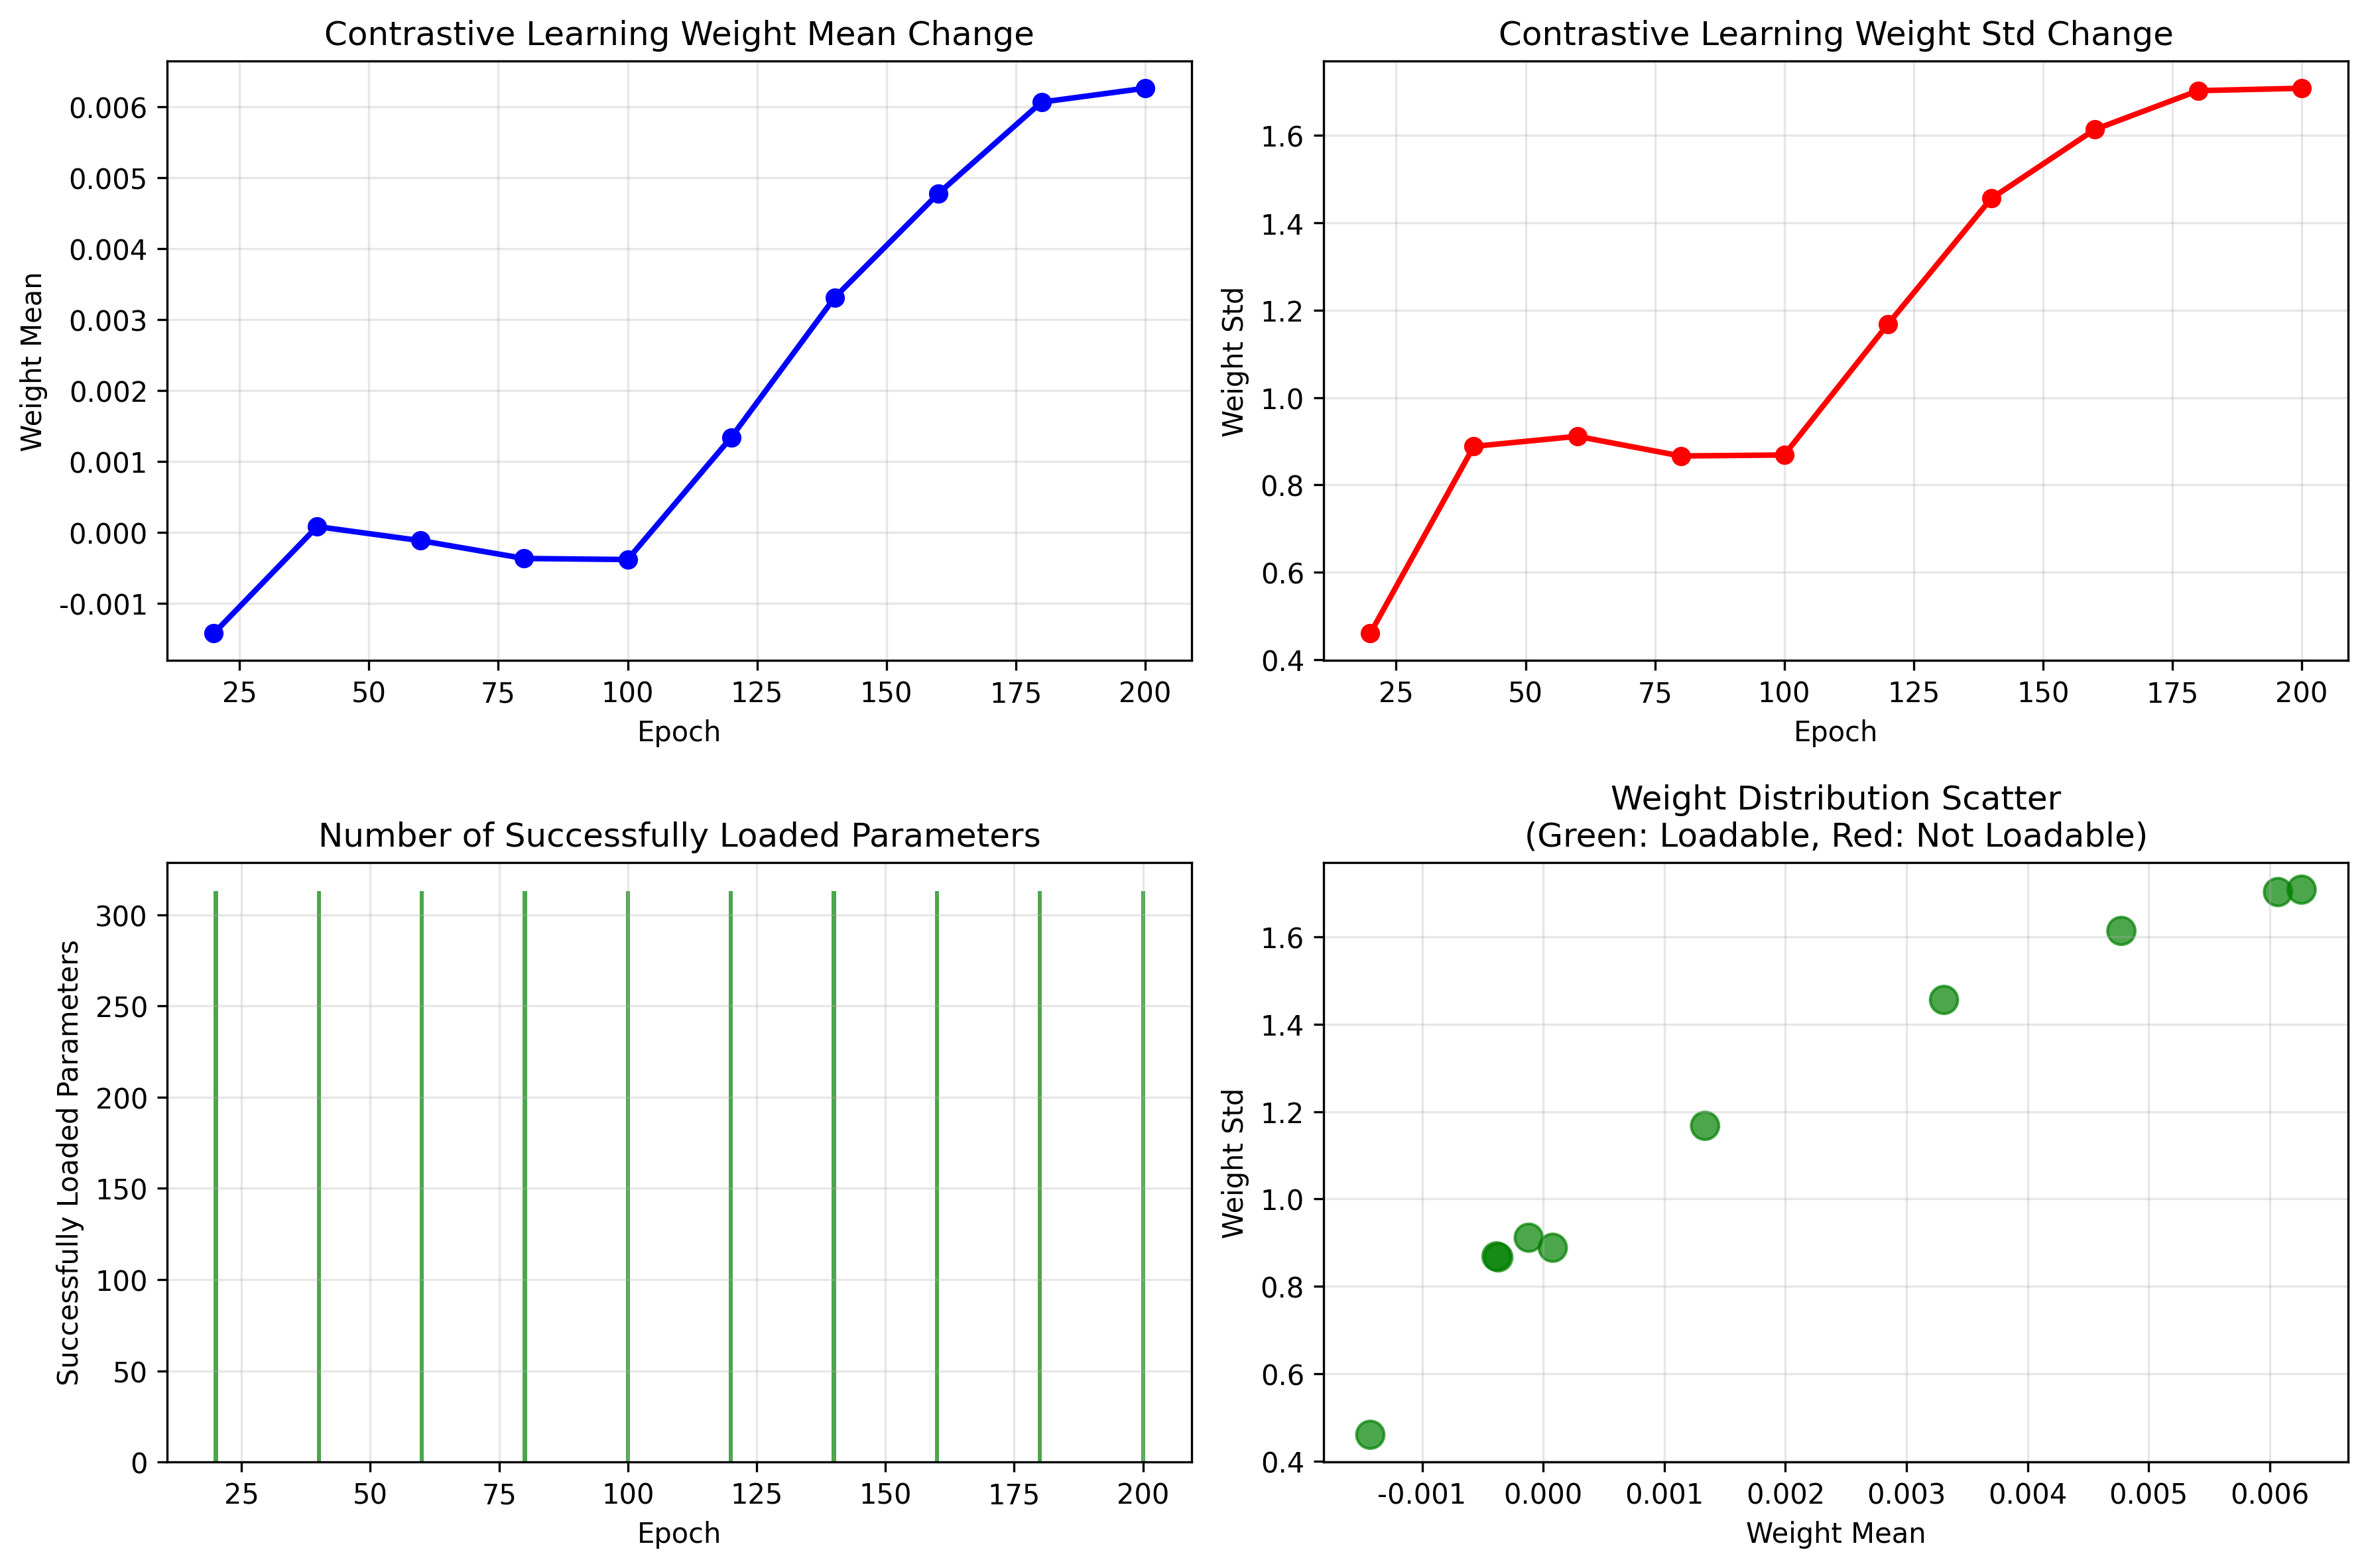 Contrastive Learning Weight Mean Change
Weight Mean
0.006
0.005
0.004
0.003
0.002
0.001
0.000
-0.001
25 50 75 100 125 150 175 200
Epoch
Contrastive Learning Weight Std Change
Weight Std
1.6
1.4
1.2
1.0
0.8
0.6
0.4
25 50 75 100 125 150 175 200
Epoch
Number of Successfully Loaded Parameters
Successfully Loaded Parameters
300
250
200
150
100
50
0
25 50 75 100 125 150 175 200
Epoch
Weight Distribution Scatter
(Green: Loadable, Red: Not Loadable)
Weight Std
1.6
1.4
1.2
1.0
0.8
0.6
0.4
-0.001 0.000 0.001 0.002 0.003 0.004 0.005 0.006
Weight Mean